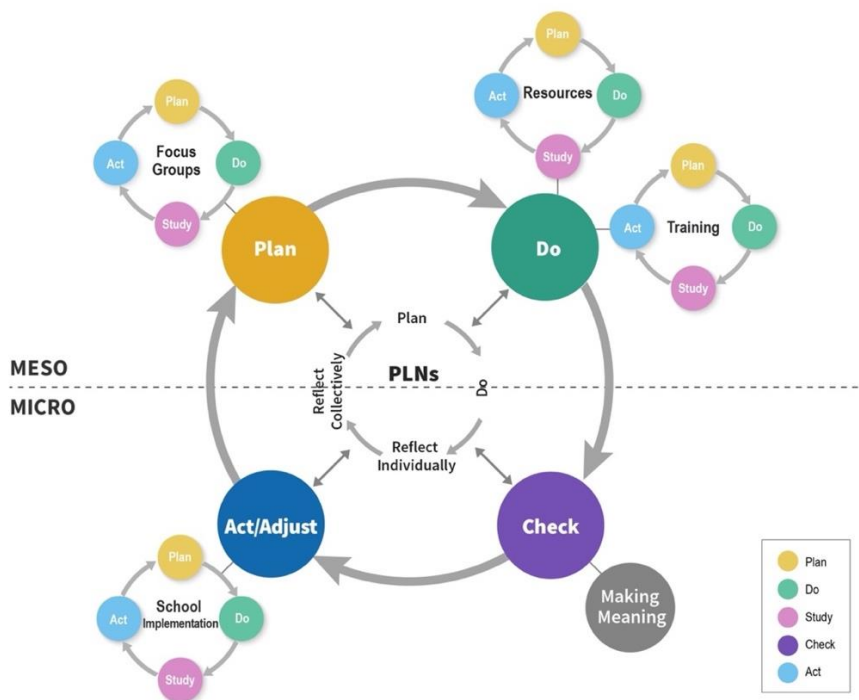 Plan
Act
Resources
Do
Study
Plan
Act
Focus
Groups
Do
Study
Plan
Act
Training
Do
Study
Plan
Do
Plan
Do
Reflect
Individually
Reflect
Collectively
PLNs
MESO
MICRO
Act/Adjust
Check
Making
Meaning
Plan
Act
School
Implementation
Do
Study
Plan
Do
Study
Check
Act